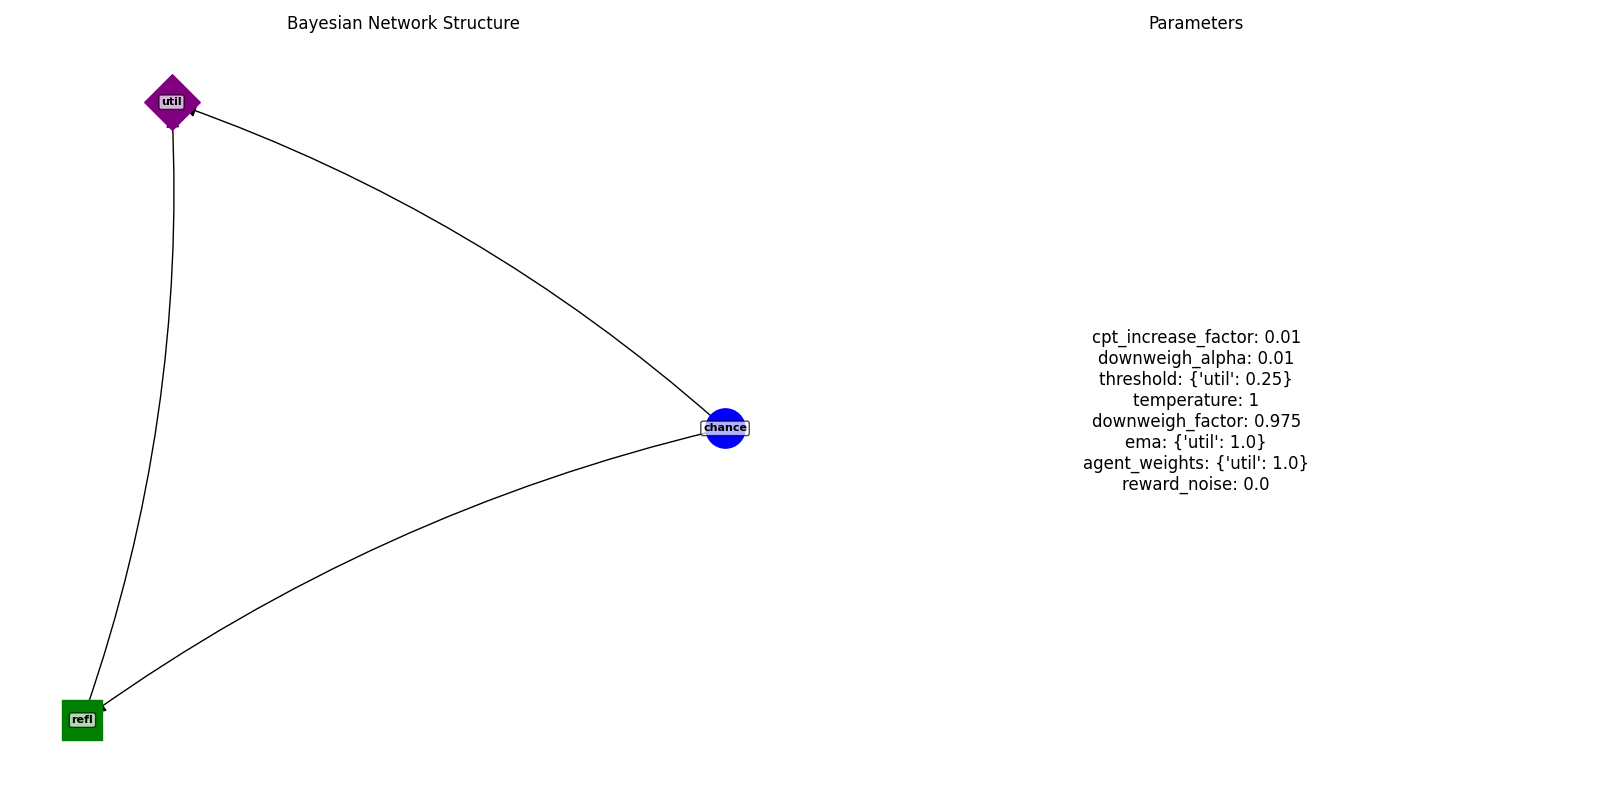 Bayesian Network Structure
Parameters
util
chance
refl
cpt_increase_factor: 0.01
downweigh_alpha: 0.01
threshold: {'util': 0.25}
temperature: 1
downweigh_factor: 0.975
ema: {'util': 1.0}
agent_weights: {'util': 1.0}
reward_noise: 0.0